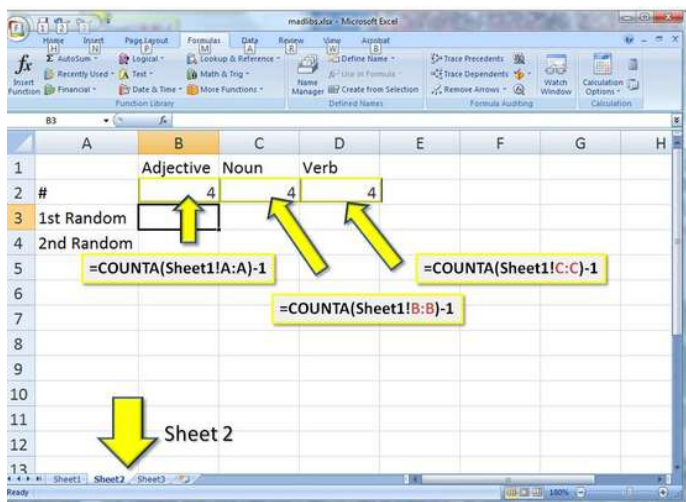 madlibs.xlsx - Microsoft Excel
1 2 3
Home Insert Page Layout Formulas Data Review View Acrobat
H N P M A R W B
fx Insert Function
Σ AutoSum Logical Lookup & Reference
Recently Used Text Math & Trig
Financial Date & Time More Functions
Function Library
Name Manager
Define Name
Use in Formula
Create from Selection
Defined Names
Trace Precedents
Trace Dependents
Remove Arrows
Formula Auditing
Watch Window
Calculation Options
Calculation
B3 fx
A B C D E F G H
1 Adjective Noun Verb
2 # 4 4 4
3 1st Random
4 2nd Random
5 =COUNTA(Sheet1!A:A)-1 =COUNTA(Sheet1!C:C)-1
6
7 =COUNTA(Sheet1!B:B)-1
8
9
10
11
12 Sheet 2
13
Sheet1 Sheet2 Sheet3
Ready 180%